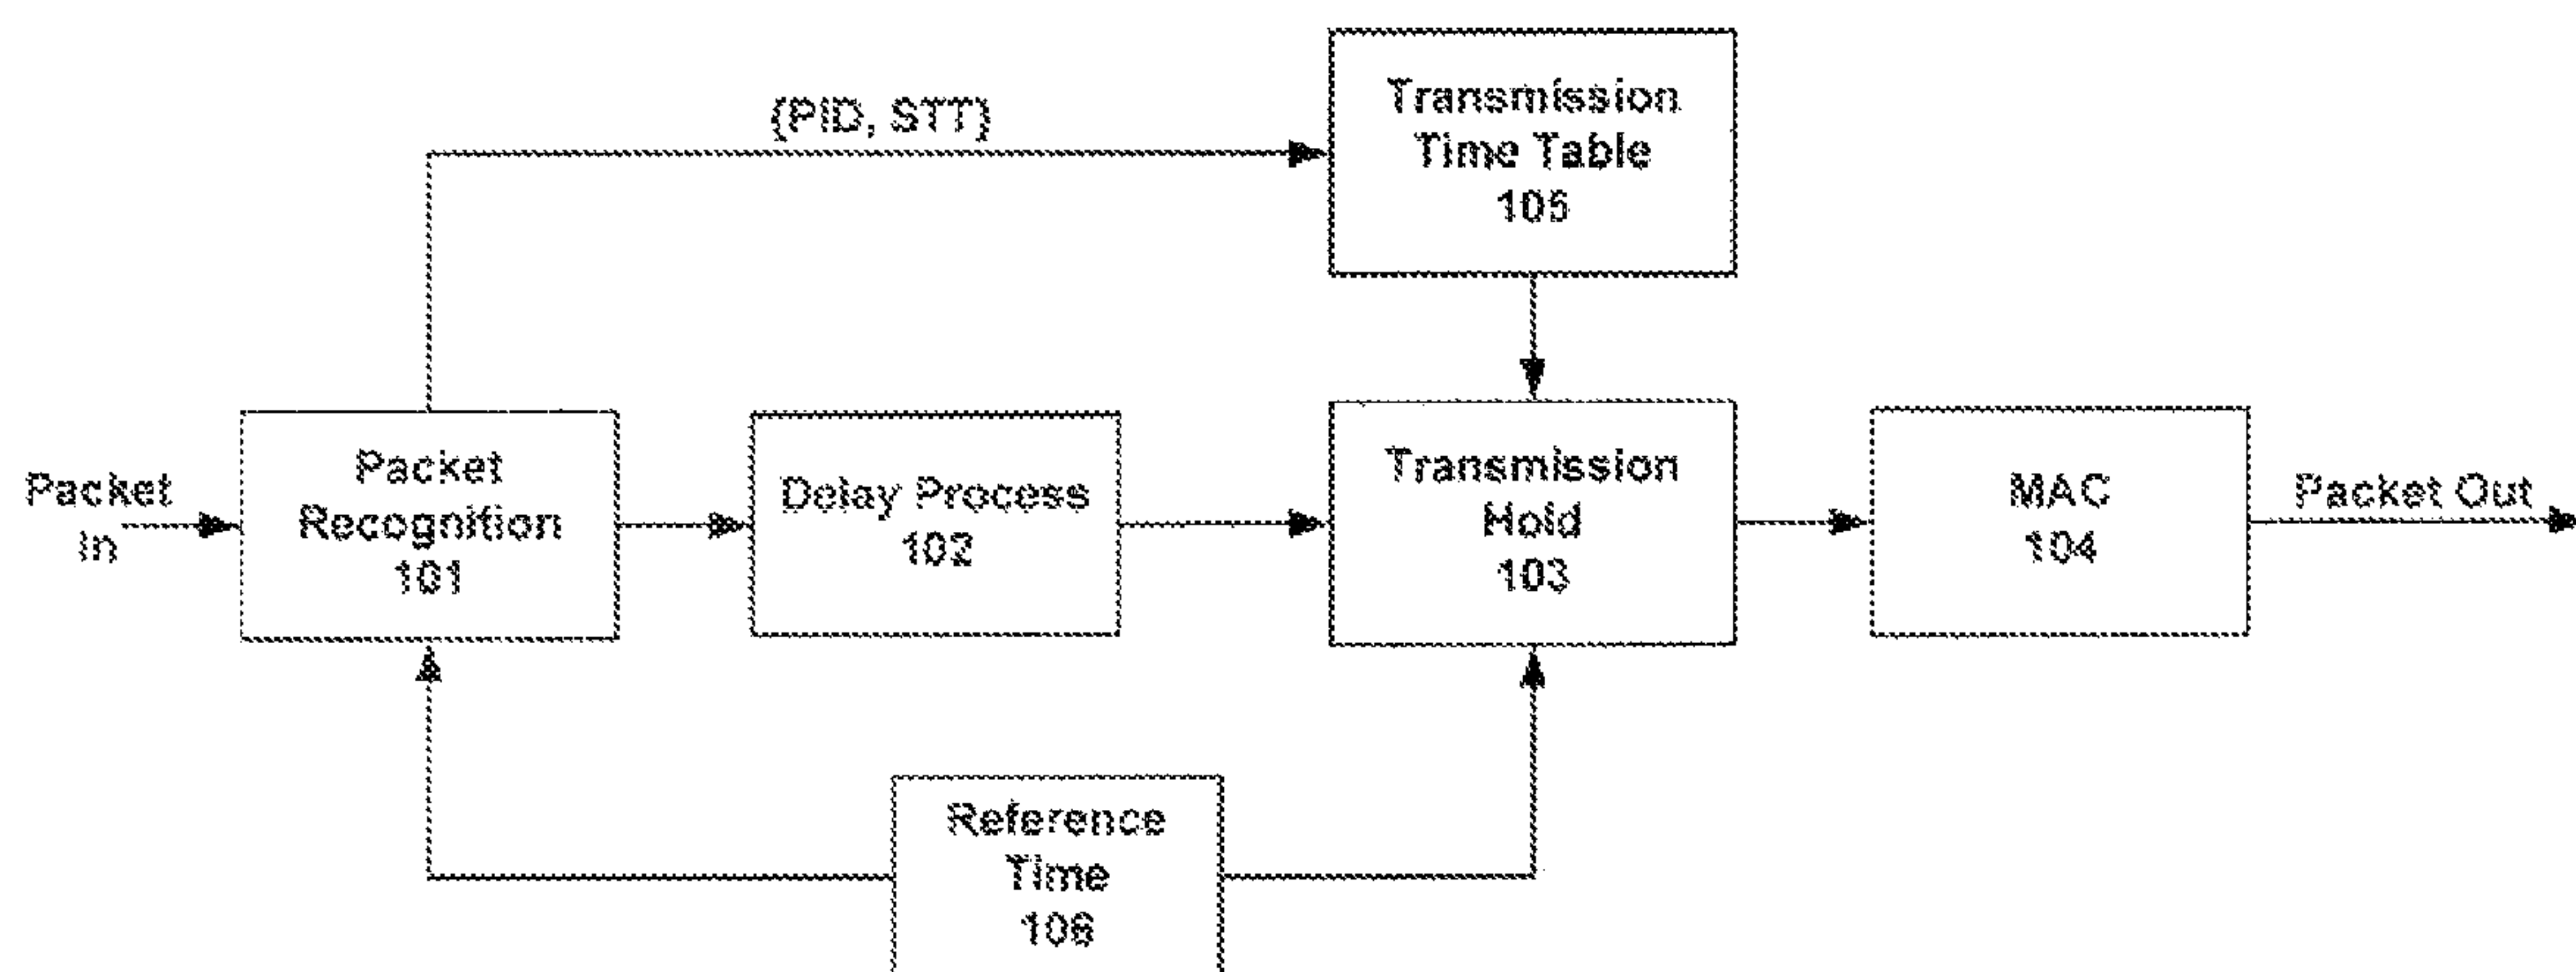 {PID, STT}
Transmission
Time Table
105
Packet
In
Packet
Recognition
101
Delay Process
102
Transmission
Hold
103
MAC
104
Packet Out
Reference
Time
106